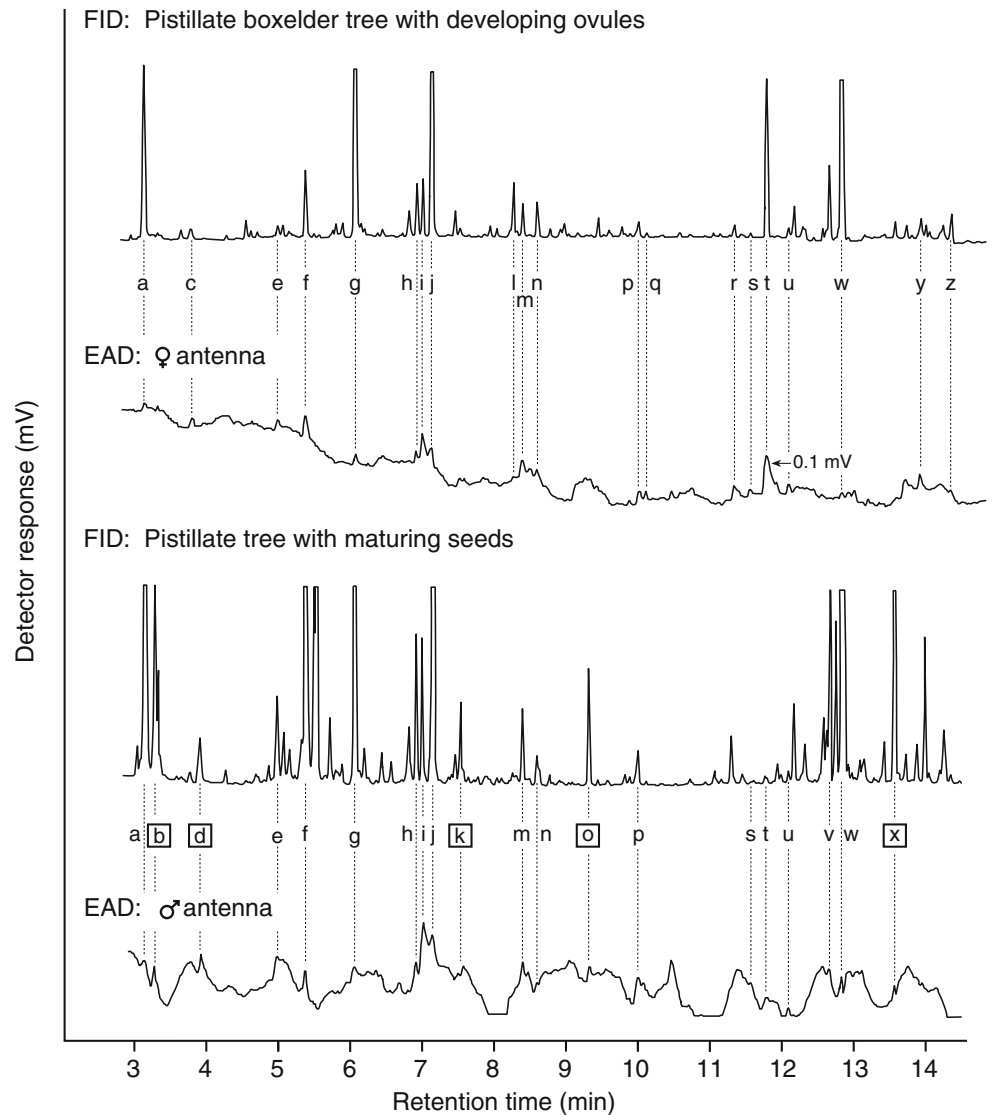 FID: Pistillate boxelder tree with developing ovules
a c e f g h i j l m n p q r s t u w y z
EAD: ♀ antenna
0.1 mV
Detector response (mV)
FID: Pistillate tree with maturing seeds
a b d e f g h i j k m n o p s t u v w x
EAD: ♂ antenna
3 4 5 6 7 8 9 10 11 12 13 14
Retention time (min)